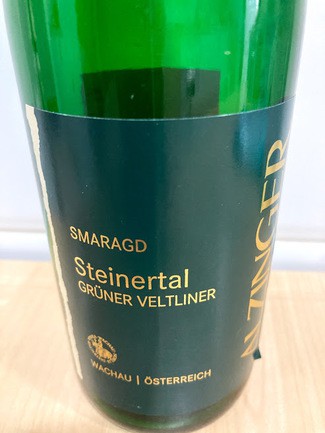 SMARAGD
Steinertal
GRÜNER VELTLINER
WACHAU | ÖSTERREICH
ALZINGER